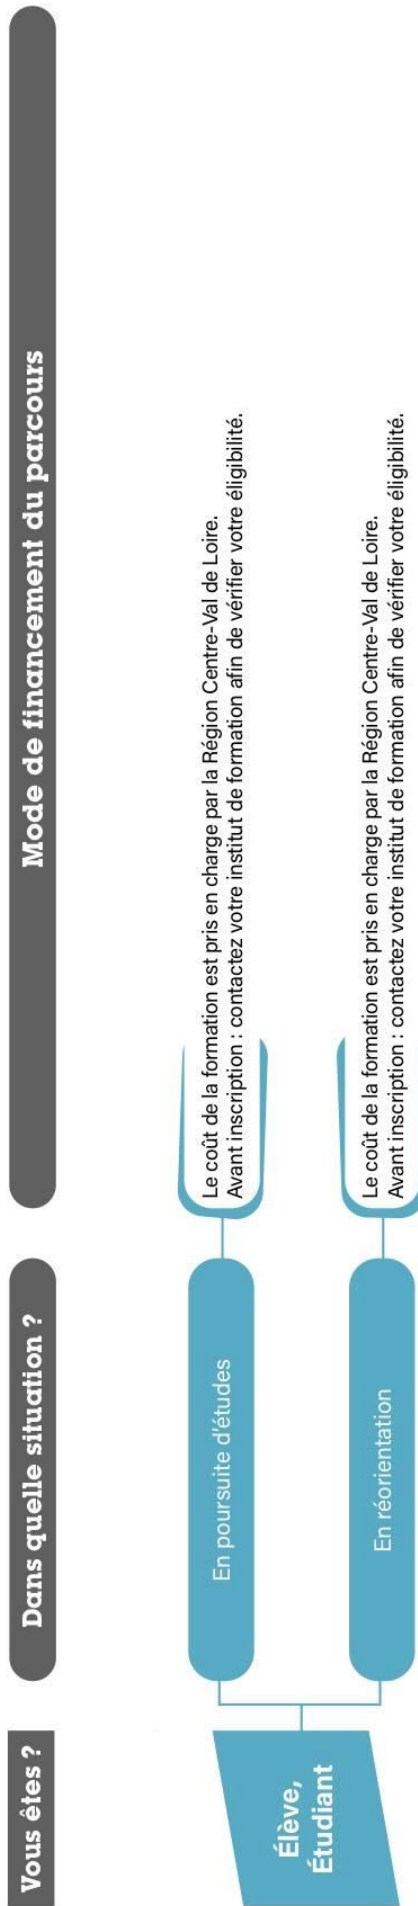 Vous êtes ?
Dans quelle situation ?
Mode de financement du parcours
Élève,
Étudiant
En poursuite d'études
Le coût de la formation est pris en charge par la Région Centre-Val de Loire.
Avant inscription : contactez votre institut de formation afin de vérifier votre éligibilité.
En réorientation
Le coût de la formation est pris en charge par la Région Centre-Val de Loire.
Avant inscription : contactez votre institut de formation afin de vérifier votre éligibilité.